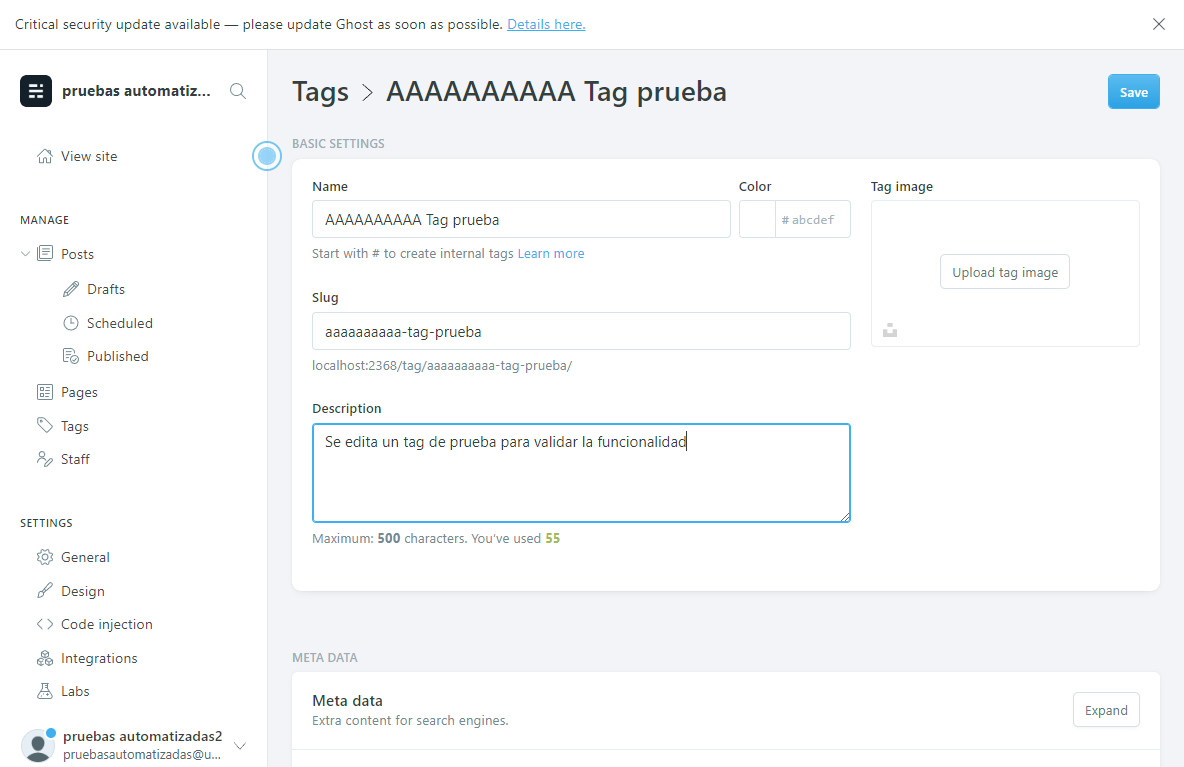 Critical security update available — please update Ghost as soon as possible. Details here.
pruebas automatiz...
View site
MANAGE
Posts
Drafts
Scheduled
Published
Pages
Tags
Staff
SETTINGS
General
Design
Code injection
Integrations
Labs
pruebas automatizadas2
pruebasautomatizadas@u...
Tags > AAAAAAAAAA Tag prueba
Save
BASIC SETTINGS
Name
AAAAAAAAAA Tag prueba
Start with # to create internal tags Learn more
Color
# abcdef
Slug
aaaaaaaaaa-tag-prueba
localhost:2368/tag/aaaaaaaaaa-tag-prueba/
Description
Se edita un tag de prueba para validar la funcionalidad
Maximum: 500 characters. You've used 55
Tag image
Upload tag image
META DATA
Meta data
Extra content for search engines.
Expand